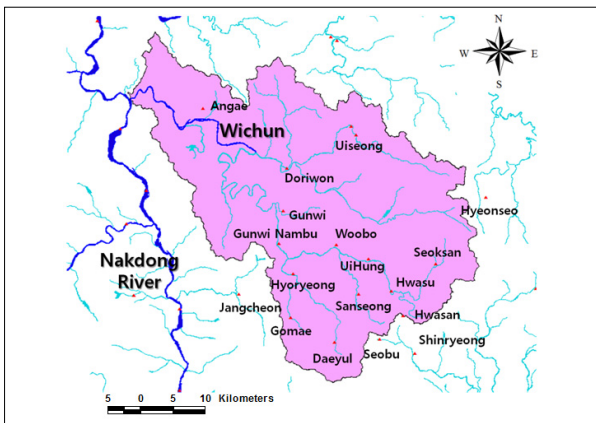 N
W E
S
Angae
Wichun
Uiseong
Doriwon
Hyeonseo
Gunwi
Gunwi Nambu
Woobo
Seoksan
Nakdong
River
UiHung
Hyoryeong
Hwasu
Jangcheon
Sanseong
Gomae
Hwasan
Shinryeong
Daeyul
Seobu
5 0 5 10 Kilometers